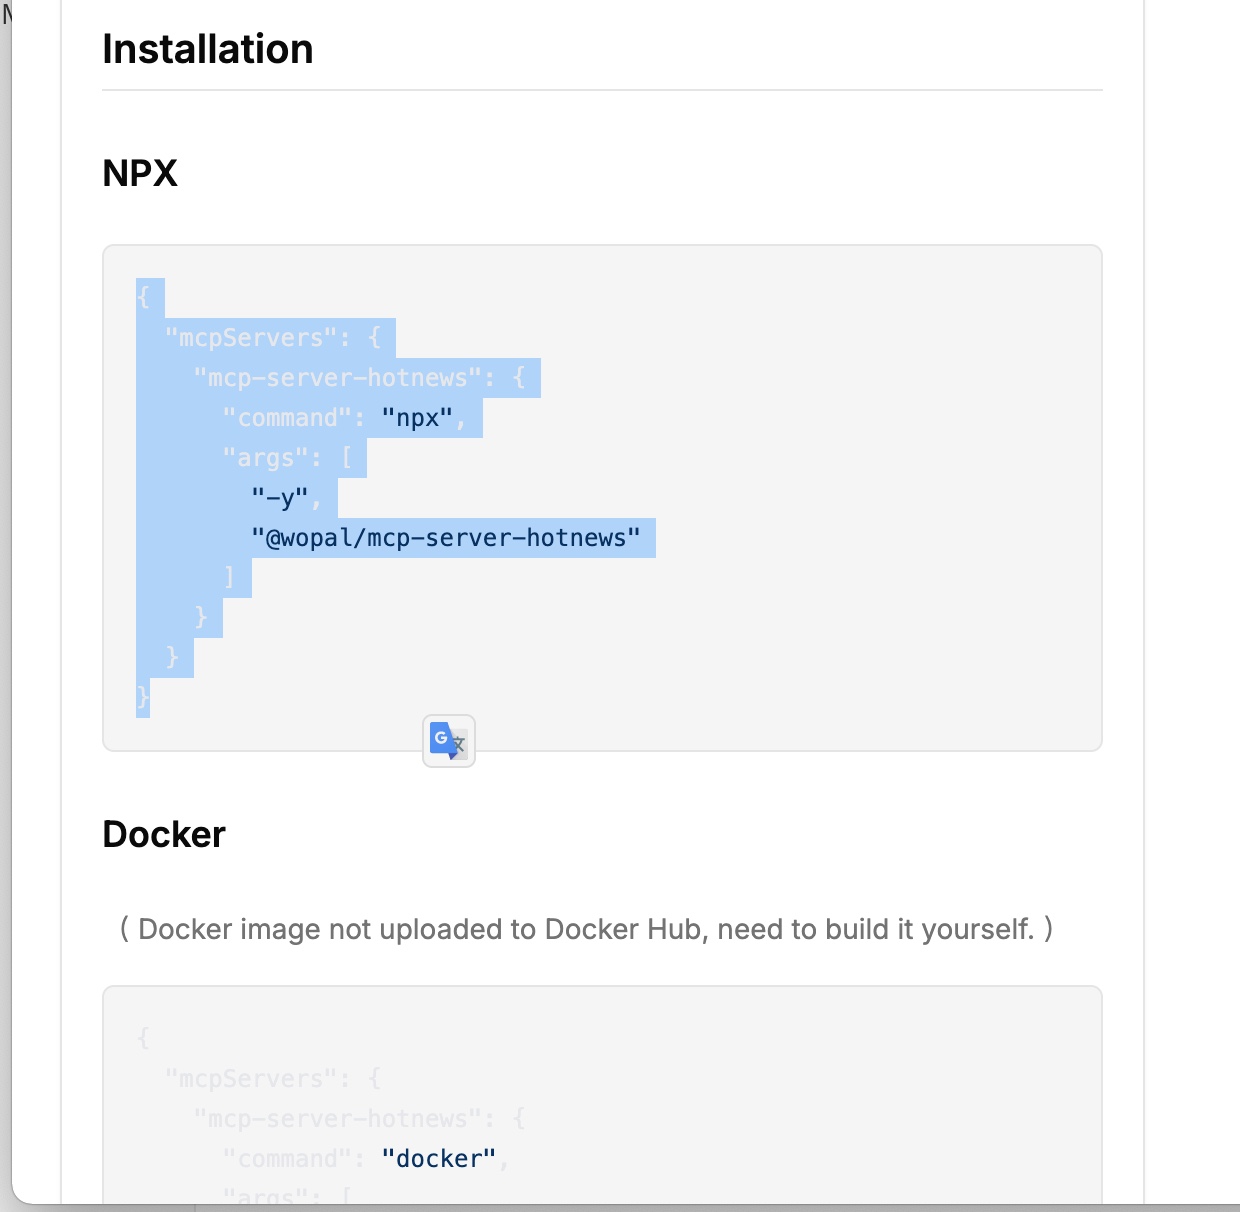 Installation
NPX
{
  "mcpServers": {
    "mcp-server-hotnews": {
      "command": "npx",
      "args": [
        "-y",
        "@wopal/mcp-server-hotnews"
      ]
    }
  }
}
G 文
Docker
( Docker image not uploaded to Docker Hub, need to build it yourself. )
{
  "mcpServers": {
    "mcp-server-hotnews": {
      "command": "docker",
      "args": [